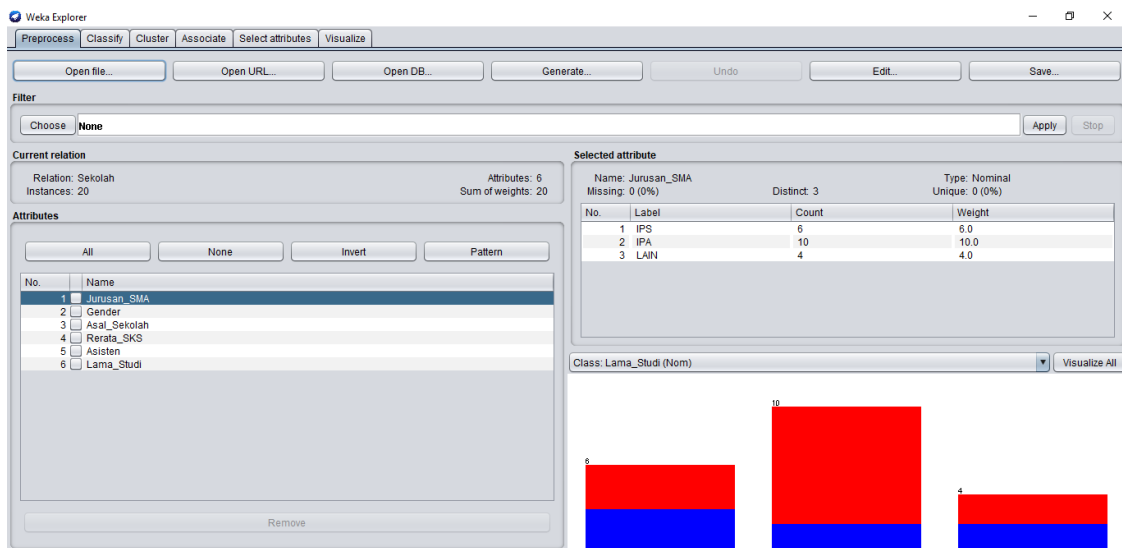 Weka Explorer
Preprocess Classify Cluster Associate Select attributes Visualize
Open file... Open URL... Open DB... Generate... Undo Edit... Save...
Filter
Choose None Apply Stop
Current relation
Relation: Sekolah Attributes: 6
Instances: 20 Sum of weights: 20
Attributes
All None Invert Pattern
No. Name
1 Jurusan_SMA
2 Gender
3 Asal_Sekolah
4 Rerata_SKS
5 Asisten
6 Lama_Studi
Remove
Selected attribute
Name: Jurusan_SMA Type: Nominal
Missing: 0 (0%) Distinct: 3 Unique: 0 (0%)
No. Label Count Weight
1 IPS 6 6.0
2 IPA 10 10.0
3 LAIN 4 4.0
Class: Lama_Studi (Nom) Visualize All
10
6
4